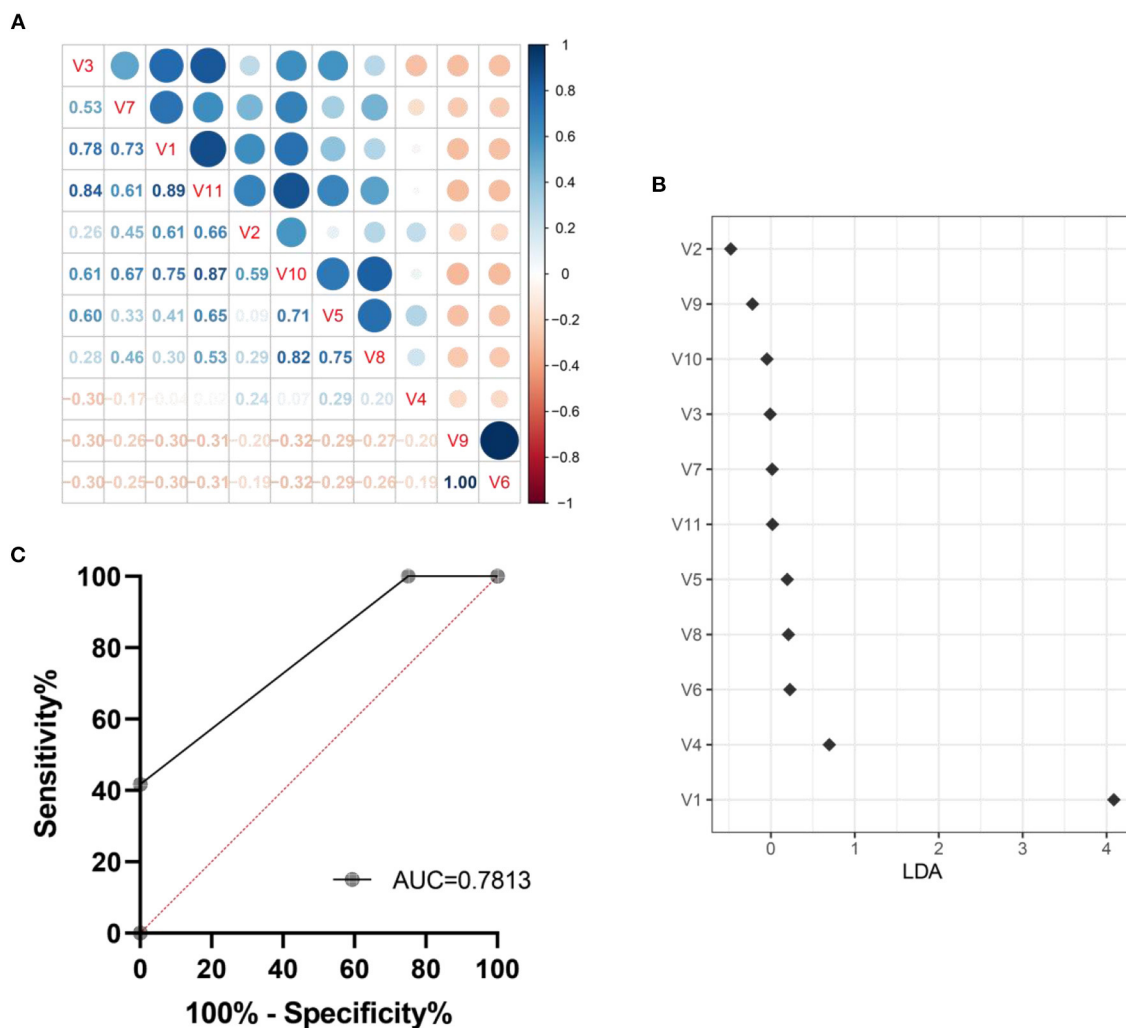 A
V3
0.53 V7
0.78 0.73 V1
0.84 0.61 0.89 V11
0.26 0.45 0.61 0.66 V2
0.61 0.67 0.75 0.87 0.59 V10
0.60 0.33 0.41 0.65 0.09 0.71 V5
0.28 0.46 0.30 0.53 0.29 0.82 0.75 V8
−0.30 −0.17 −0.04 0.24 0.07 0.29 0.20 V4
−0.30 −0.26 −0.30 −0.31 −0.20 −0.32 −0.29 −0.27 −0.20 V9
−0.30 −0.25 −0.30 −0.31 −0.19 −0.32 −0.29 −0.26 −0.19 1.00 V6
1
0.8
0.6
0.4
0.2
0
−0.2
−0.4
−0.6
−0.8
−1
B
V2
V9
V10
V3
V7
V11
V5
V8
V6
V4
V1
0 1 2 3 4
LDA
C
100
80
60
40
20
0
Sensitivity%
AUC=0.7813
0 20 40 60 80 100
100% - Specificity%